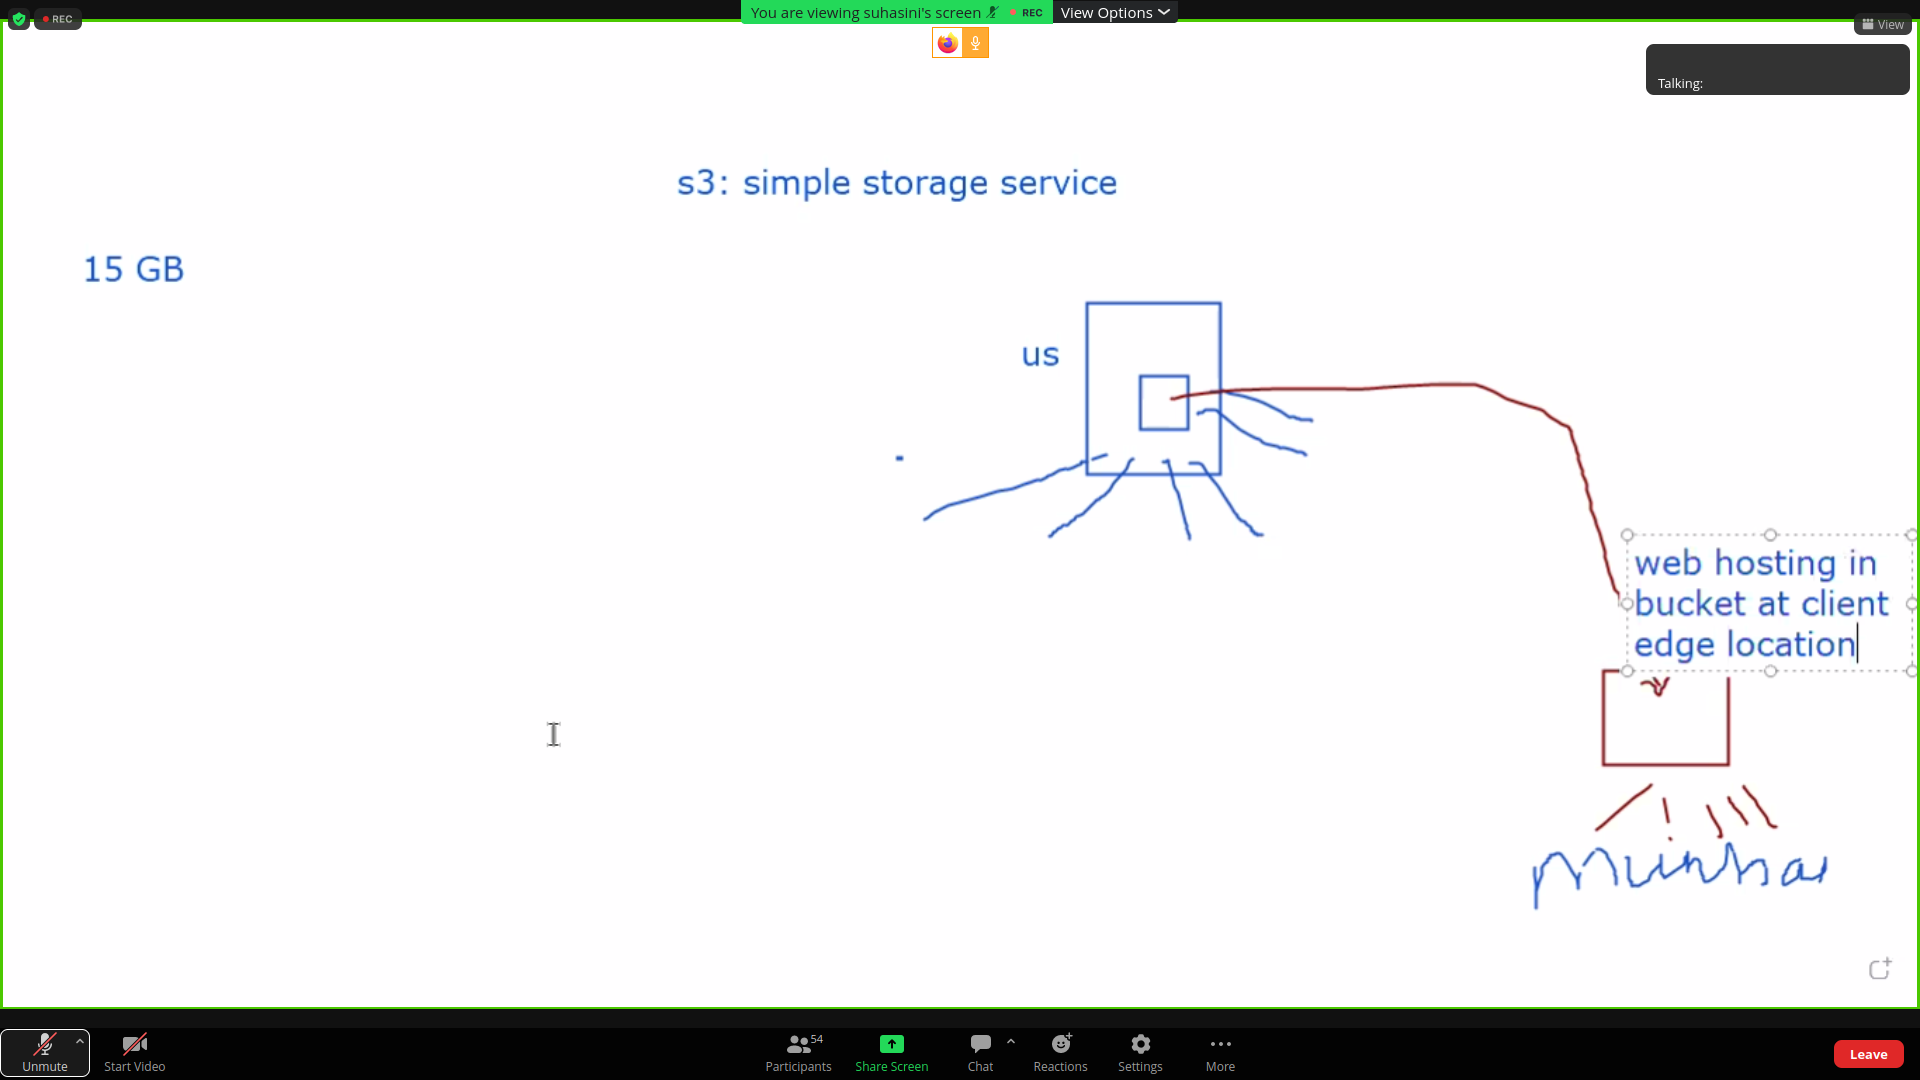 REC
You are viewing suhasini's screen
REC
View Options
View
Talking:
s3: simple storage service
15 GB
us
web hosting in
bucket at client
edge location
Unmute
Start Video
Participants
54
Share Screen
Chat
Reactions
Settings
More
Leave